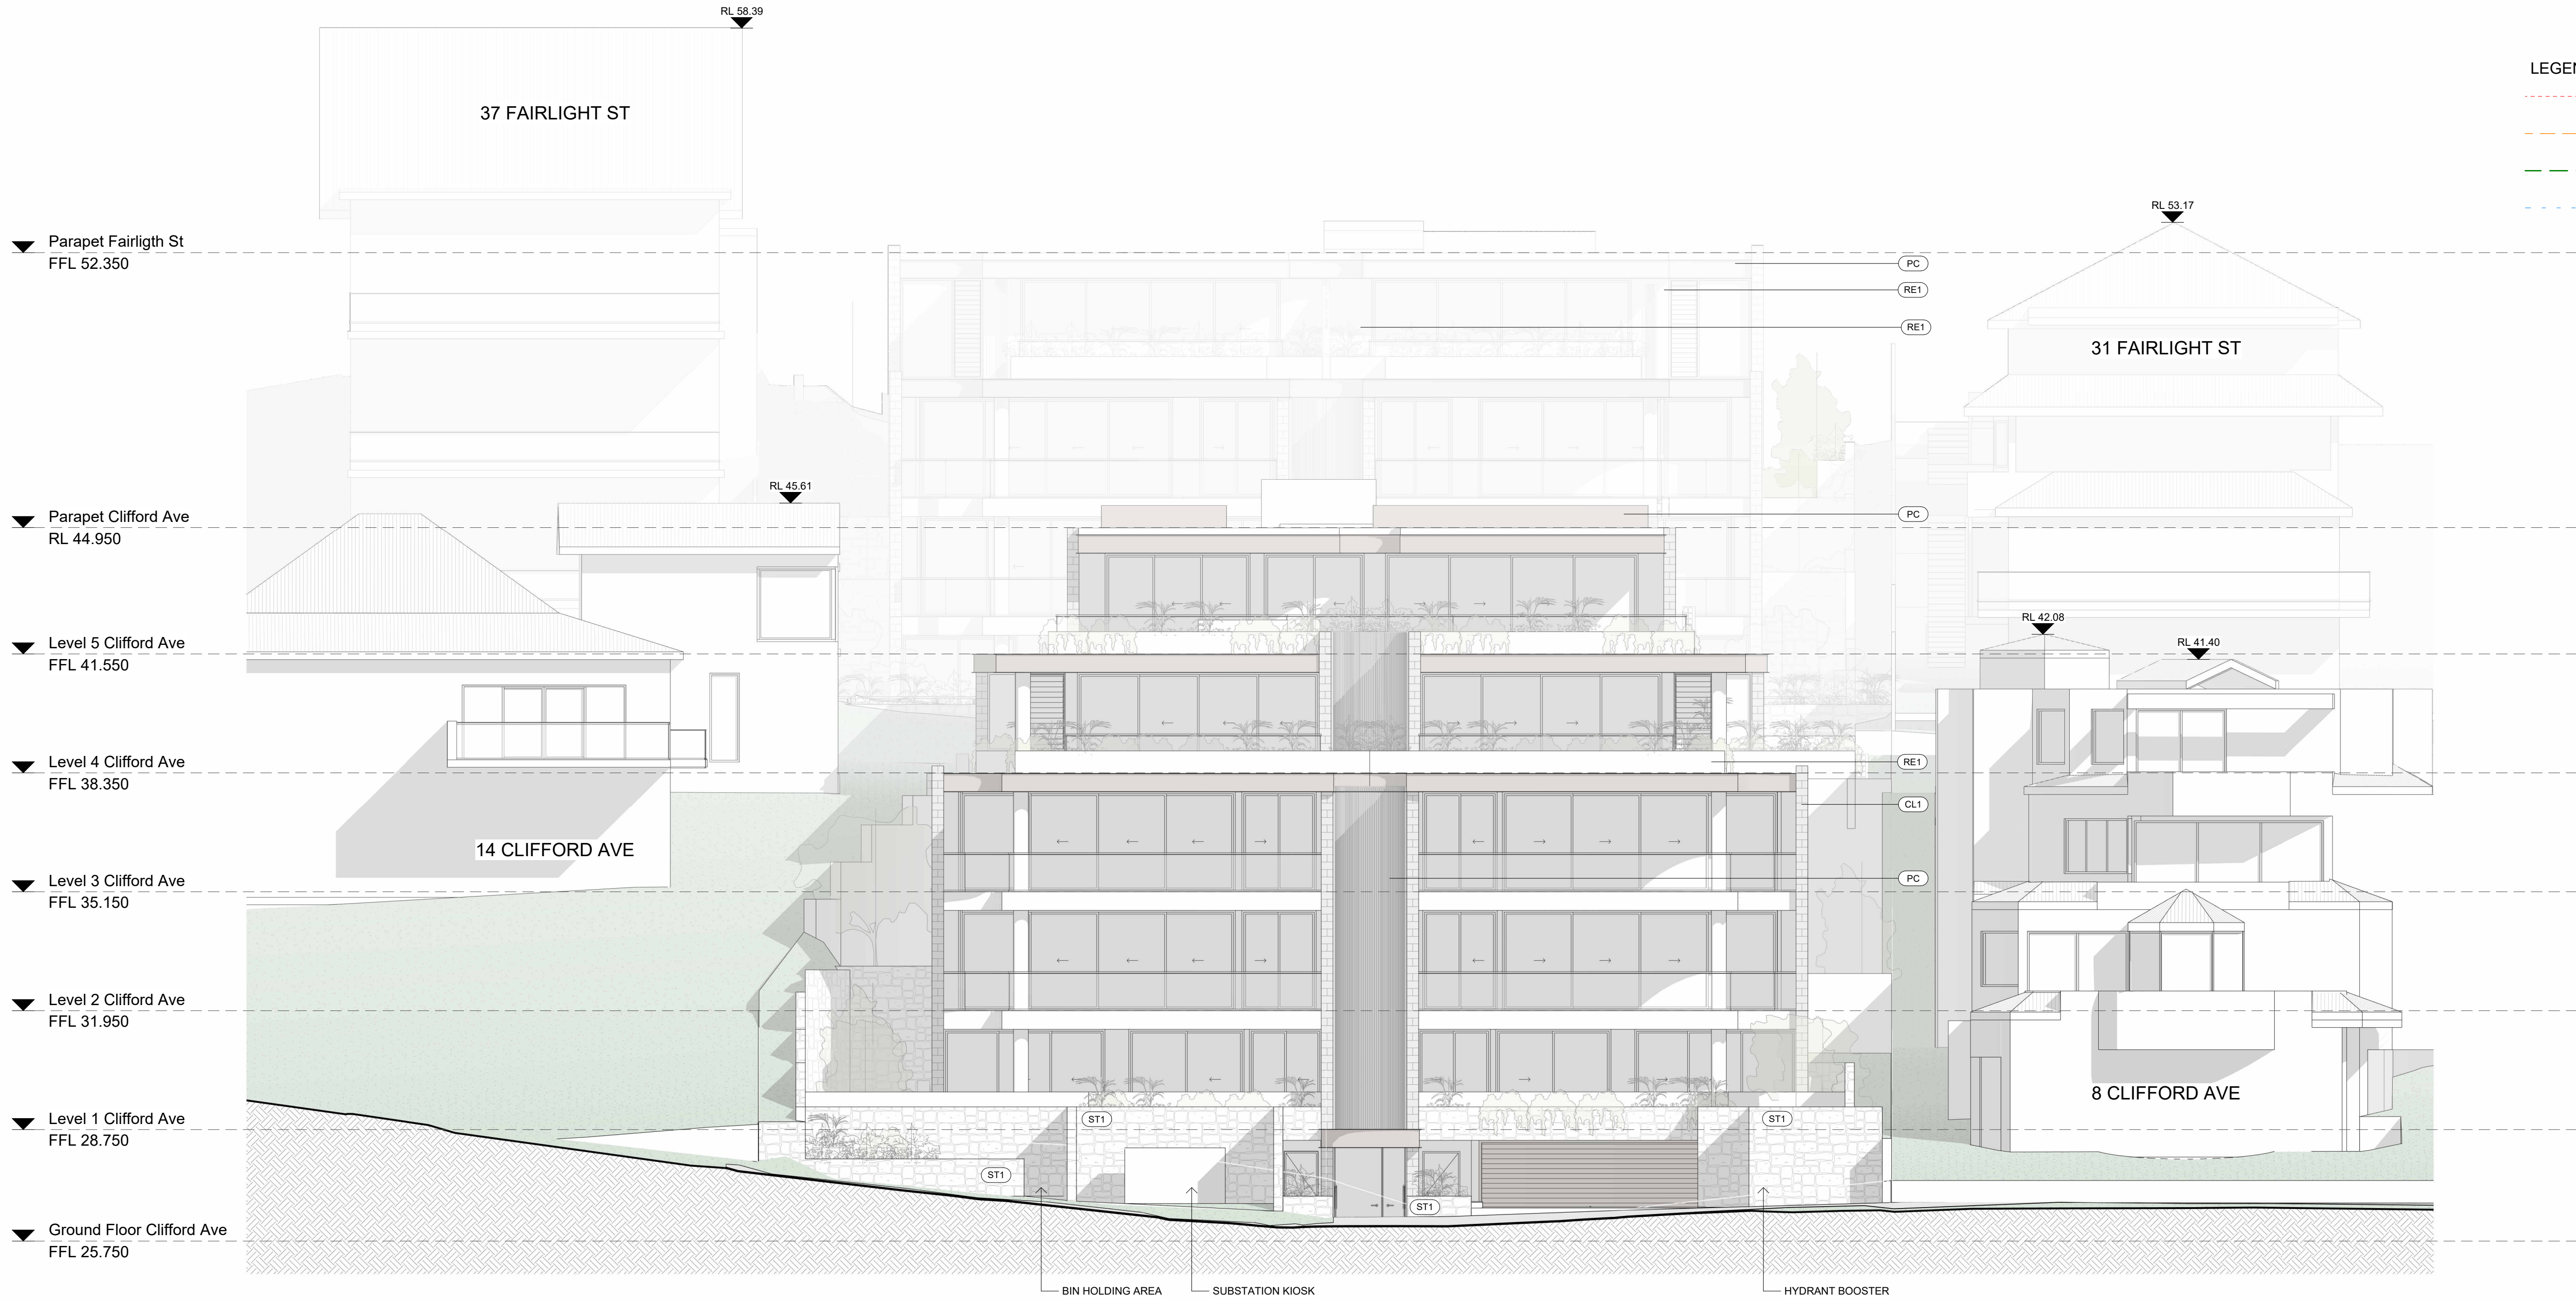 RL 58.39
LEGEN
37 FAIRLIGHT ST
RL 53.17
Parapet Fairligth St
FFL 52.350
PC
RE1
RE1
31 FAIRLIGHT ST
RL 45.61
Parapet Clifford Ave
RL 44.950
PC
RL 42.08
RL 41.40
Level 5 Clifford Ave
FFL 41.550
Level 4 Clifford Ave
FFL 38.350
RE1
CL1
14 CLIFFORD AVE
PC
Level 3 Clifford Ave
FFL 35.150
Level 2 Clifford Ave
FFL 31.950
8 CLIFFORD AVE
Level 1 Clifford Ave
FFL 28.750
ST1
ST1
ST1
ST1
Ground Floor Clifford Ave
FFL 25.750
BIN HOLDING AREA
SUBSTATION KIOSK
HYDRANT BOOSTER